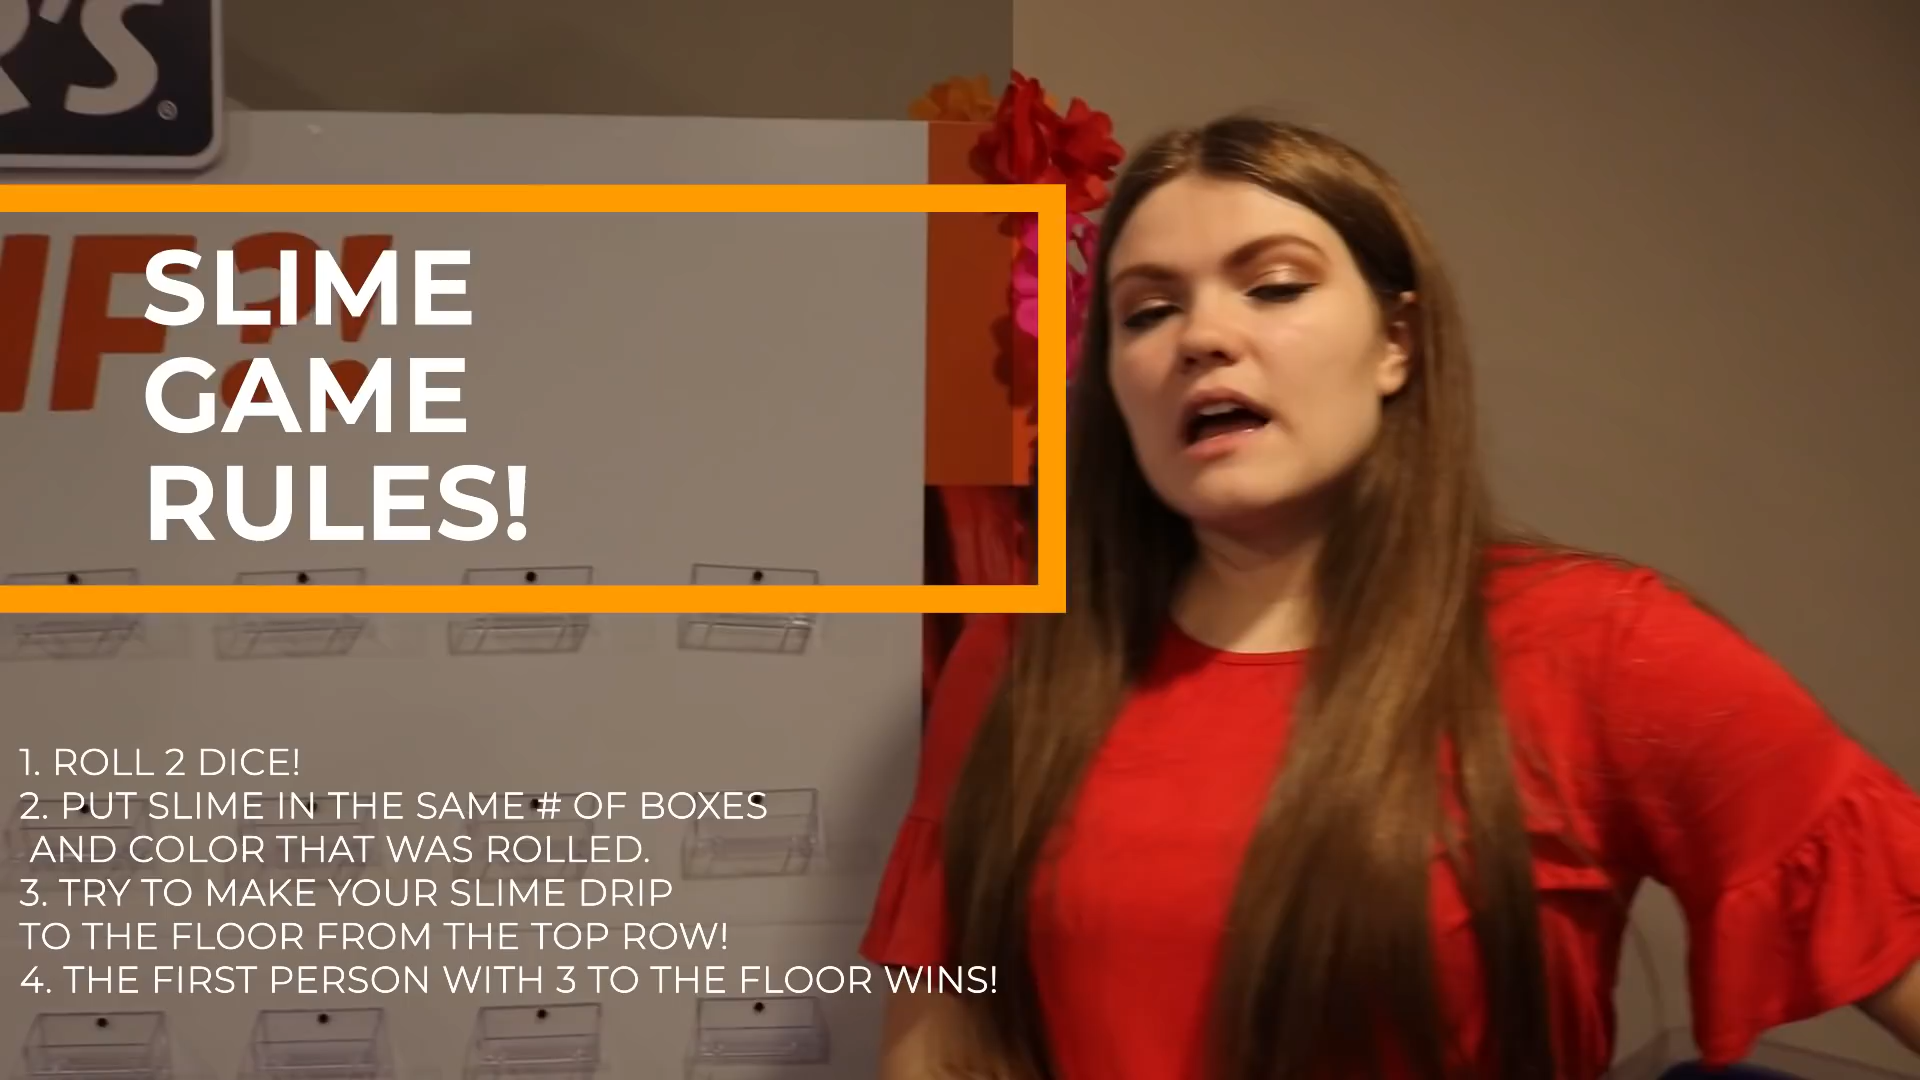 R'S
®
IF?!
SLIME
GAME
RULES!
1. ROLL 2 DICE!
2. PUT SLIME IN THE SAME # OF BOXES
AND COLOR THAT WAS ROLLED.
3. TRY TO MAKE YOUR SLIME DRIP
TO THE FLOOR FROM THE TOP ROW!
4. THE FIRST PERSON WITH 3 TO THE FLOOR WINS!